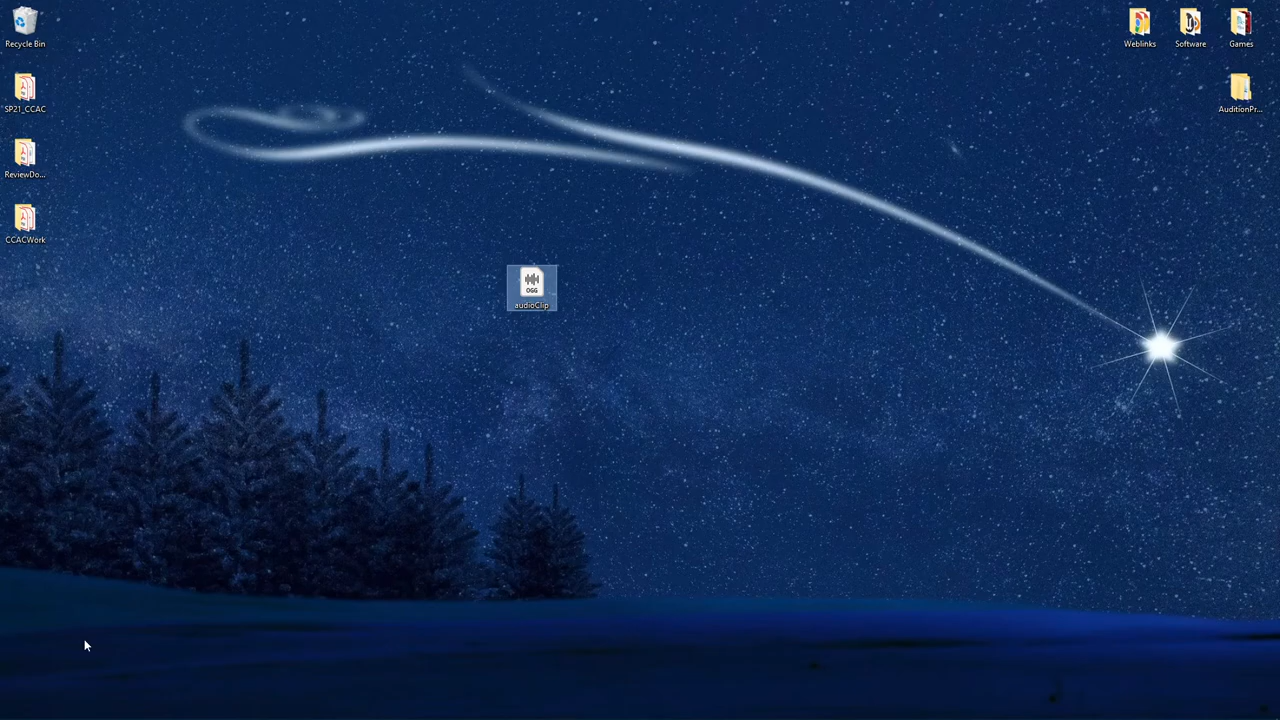 Recycle Bin
Weblinks
Software
Games
SP21_CCAC
AuditionPr...
ReviewDo...
CCACWork
OGG
audioClip